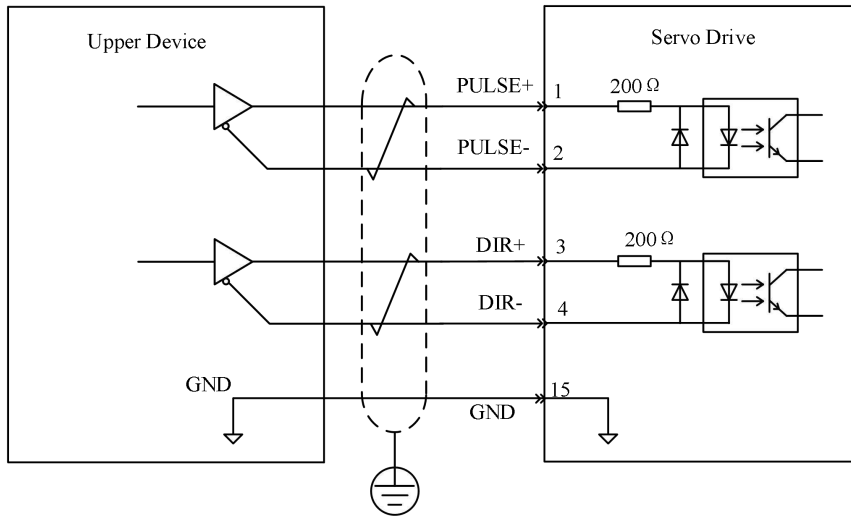 Upper Device
Servo Drive
PULSE+
1
200 Ω
PULSE-
2
DIR+
3
200 Ω
DIR-
4
GND
15
GND